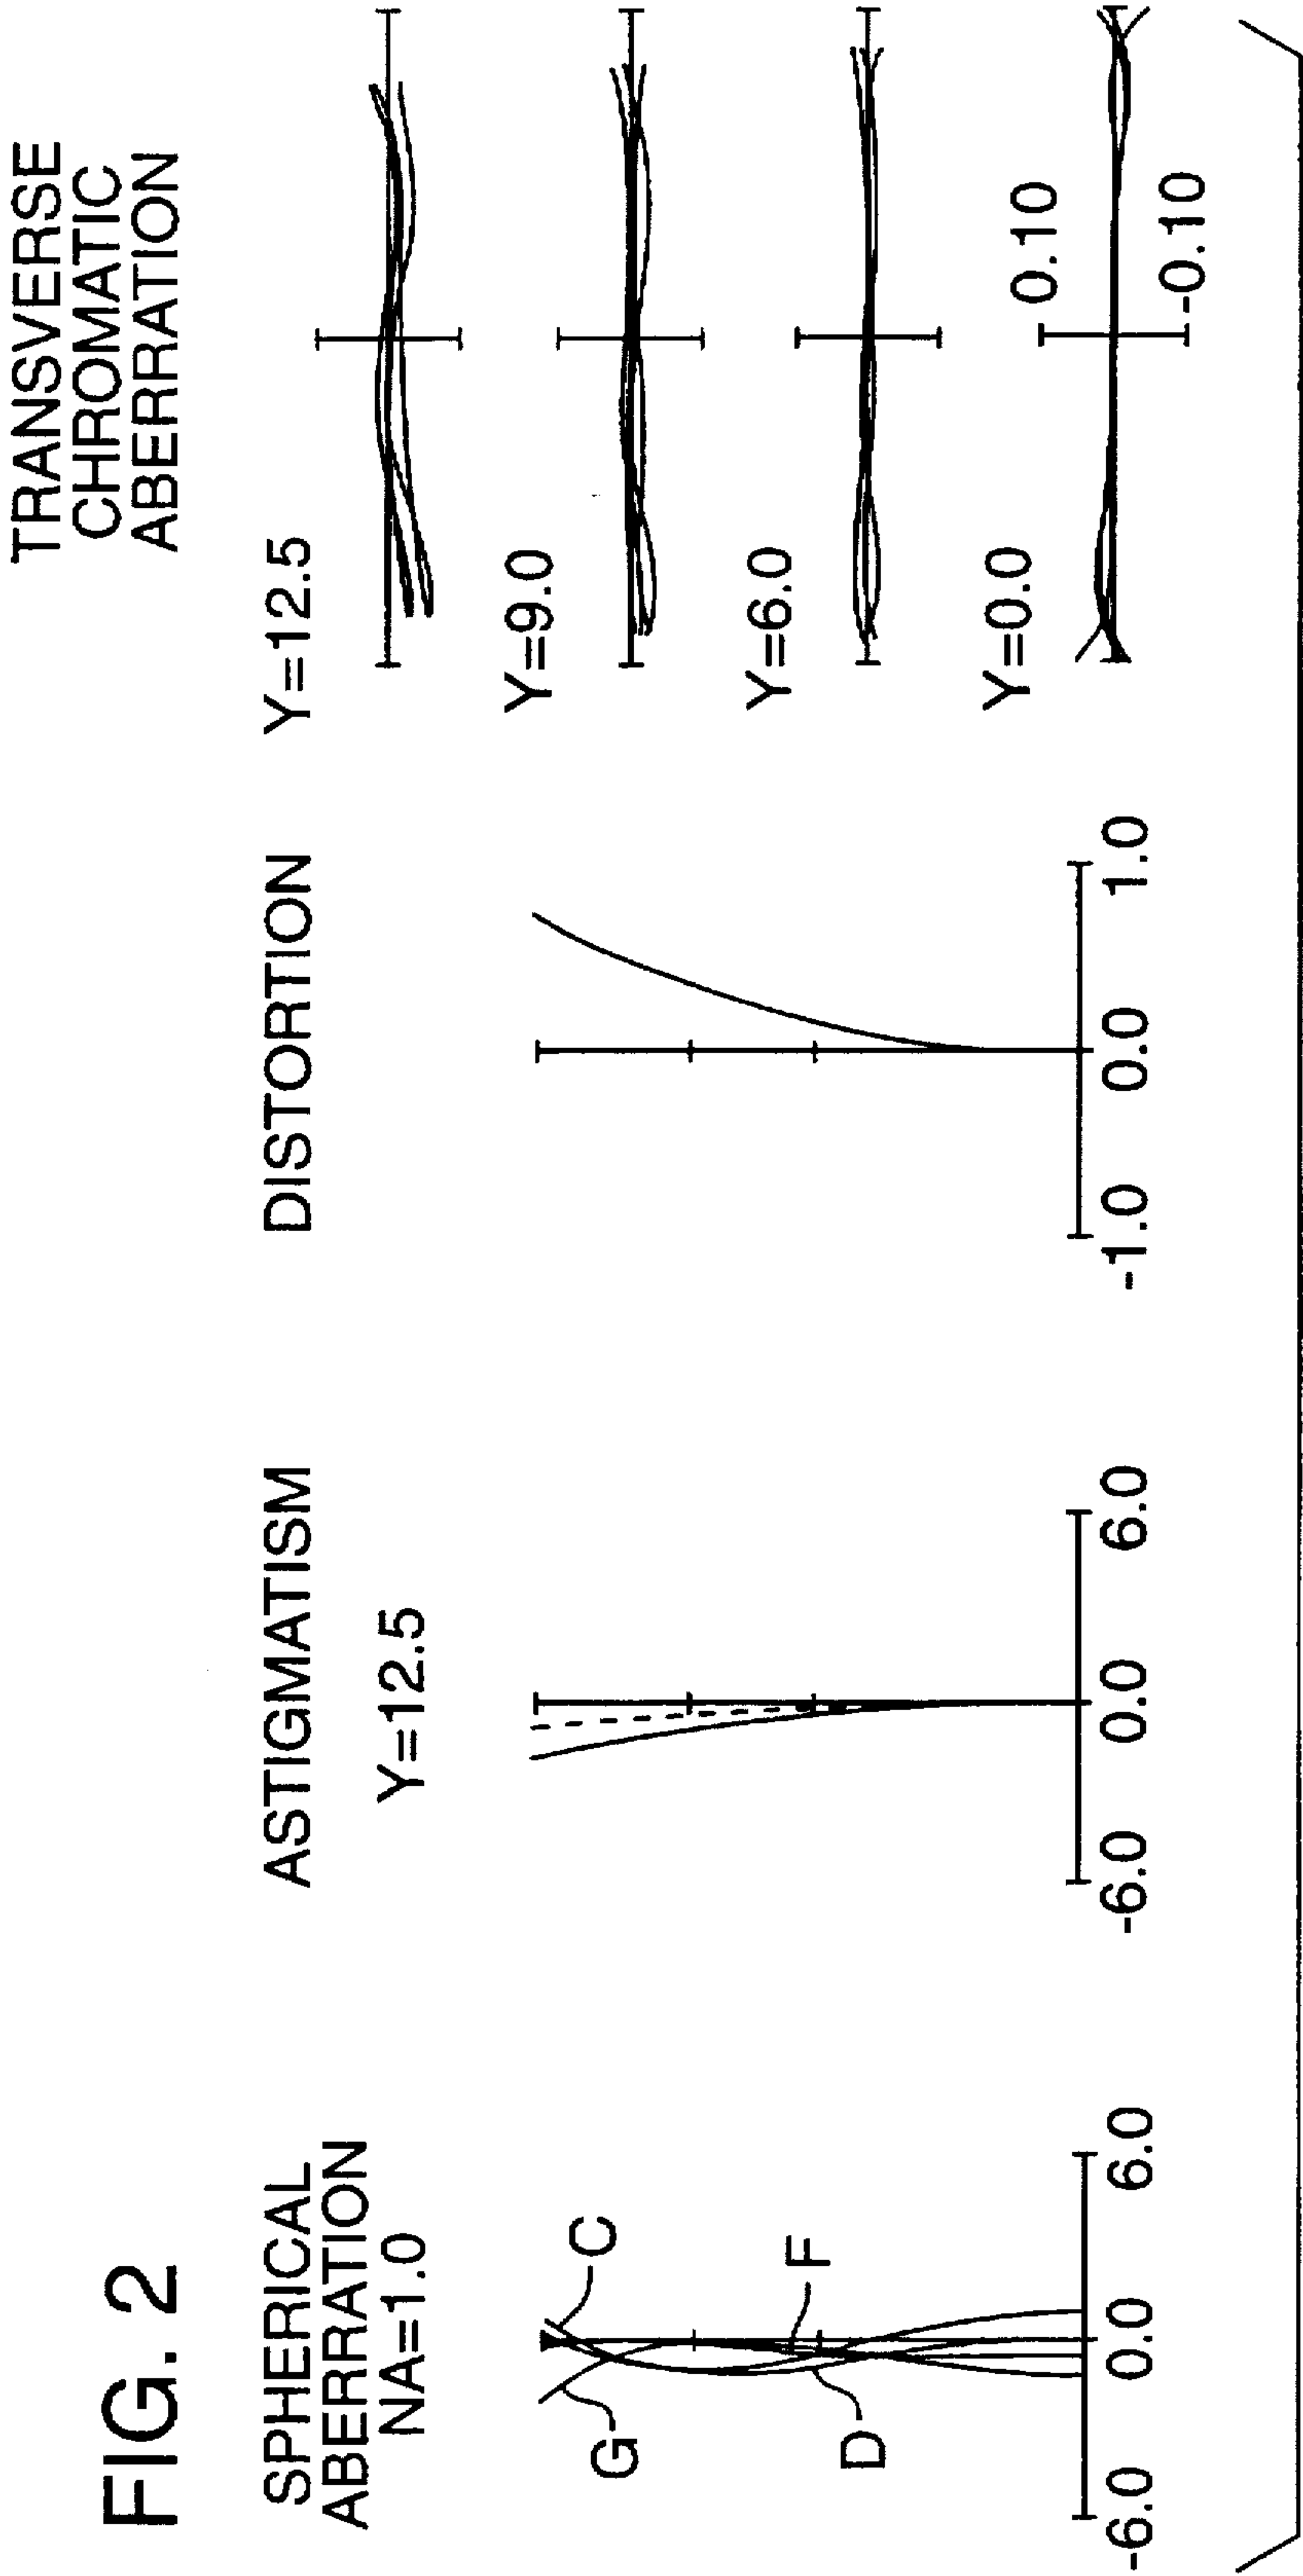 FIG. 2
SPHERICAL
ABERRATION
NA=1.0
G
C
F
D
-6.0
0.0
6.0
ASTIGMATISM
Y=12.5
-6.0
0.0
6.0
DISTORTION
-1.0
0.0
1.0
TRANSVERSE
CHROMATIC
ABERRATION
Y=12.5
Y=9.0
Y=6.0
Y=0.0
0.10
-0.10